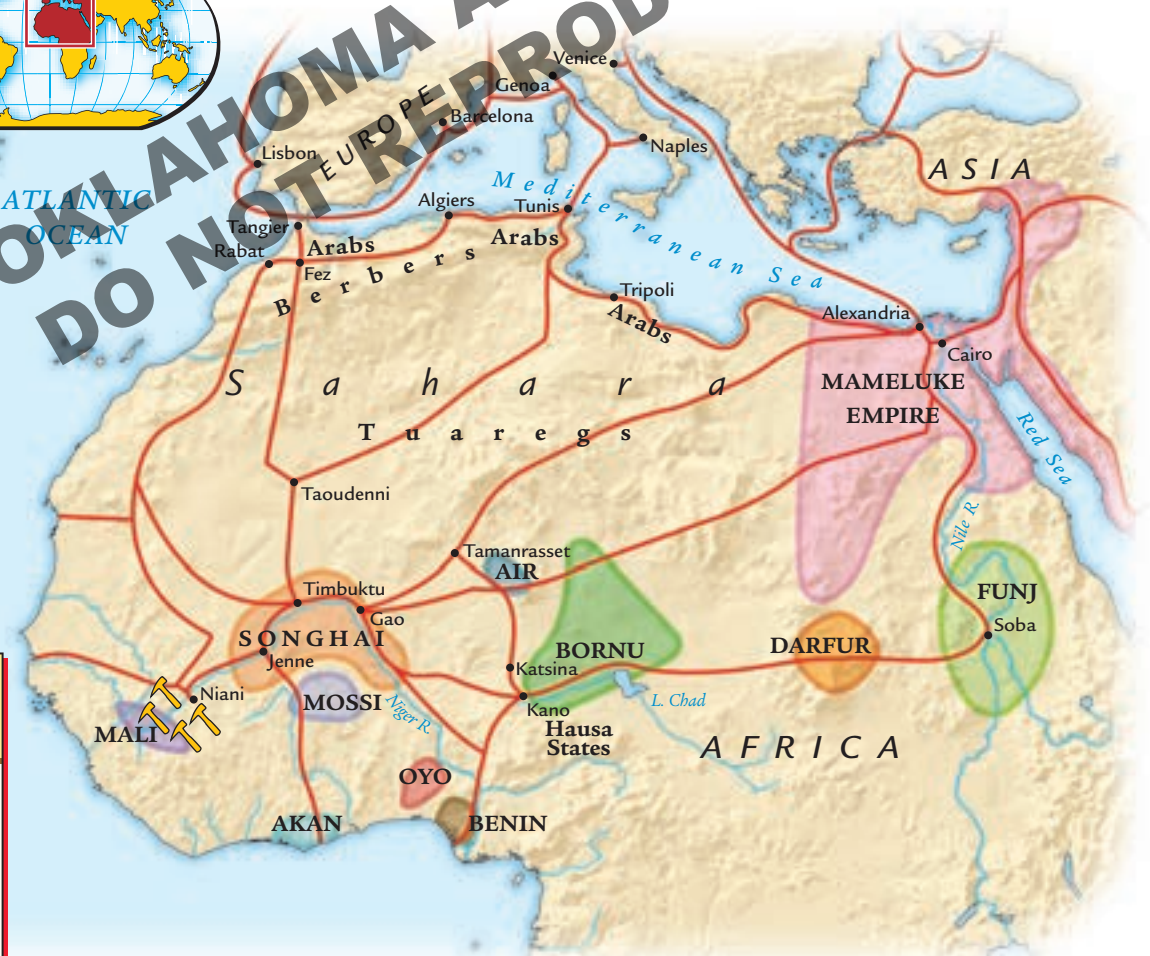 OKLAHOMA A
DO NOT REPROD
Venice
Genoa
EUROPE
Barcelona
Lisbon
Naples
ASIA
ATLANTIC
OCEAN
Mediterranean Sea
Algiers
Tunis
Tangier
Arabs
Arabs
Rabat
Fez
Berbers
Tripoli
Arabs
Alexandria
Cairo
Sahara
MAMELUKE
EMPIRE
Red Sea
Tuaregs
Taoudenni
Nile R.
Tamanrasset
AIR
Timbuktu
Gao
FUNJ
Soba
SONGHAI
Jenne
BORNU
DARFUR
Katsina
Niani
MOSSI
Niger R.
Kano
L. Chad
MALI
Hausa
States
AFRICA
OYO
AKAN
BENIN